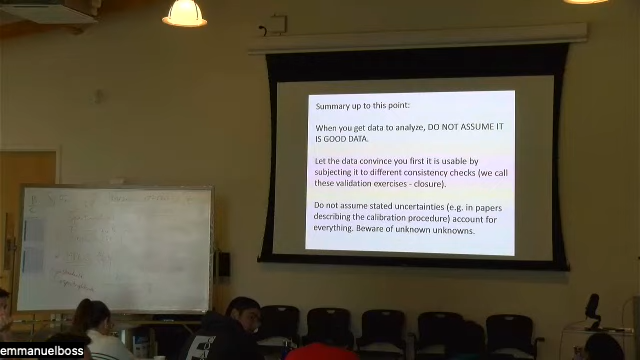 Summary up to this point:
When you get data to analyze, DO NOT ASSUME IT
IS GOOD DATA.
Let the data convince you first it is usable by
subjecting it to different consistency checks (we call
these validation exercises - closure).
Do not assume stated uncertainties (e.g. in papers
describing the calibration procedure) account for
everything. Beware of unknown unknowns.
emmanuelboss